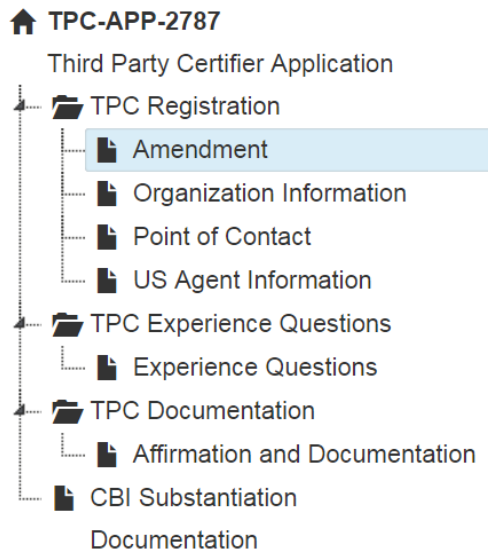 TPC-APP-2787
Third Party Certifier Application
TPC Registration
Amendment
Organization Information
Point of Contact
US Agent Information
TPC Experience Questions
Experience Questions
TPC Documentation
Affirmation and Documentation
CBI Substantiation
Documentation